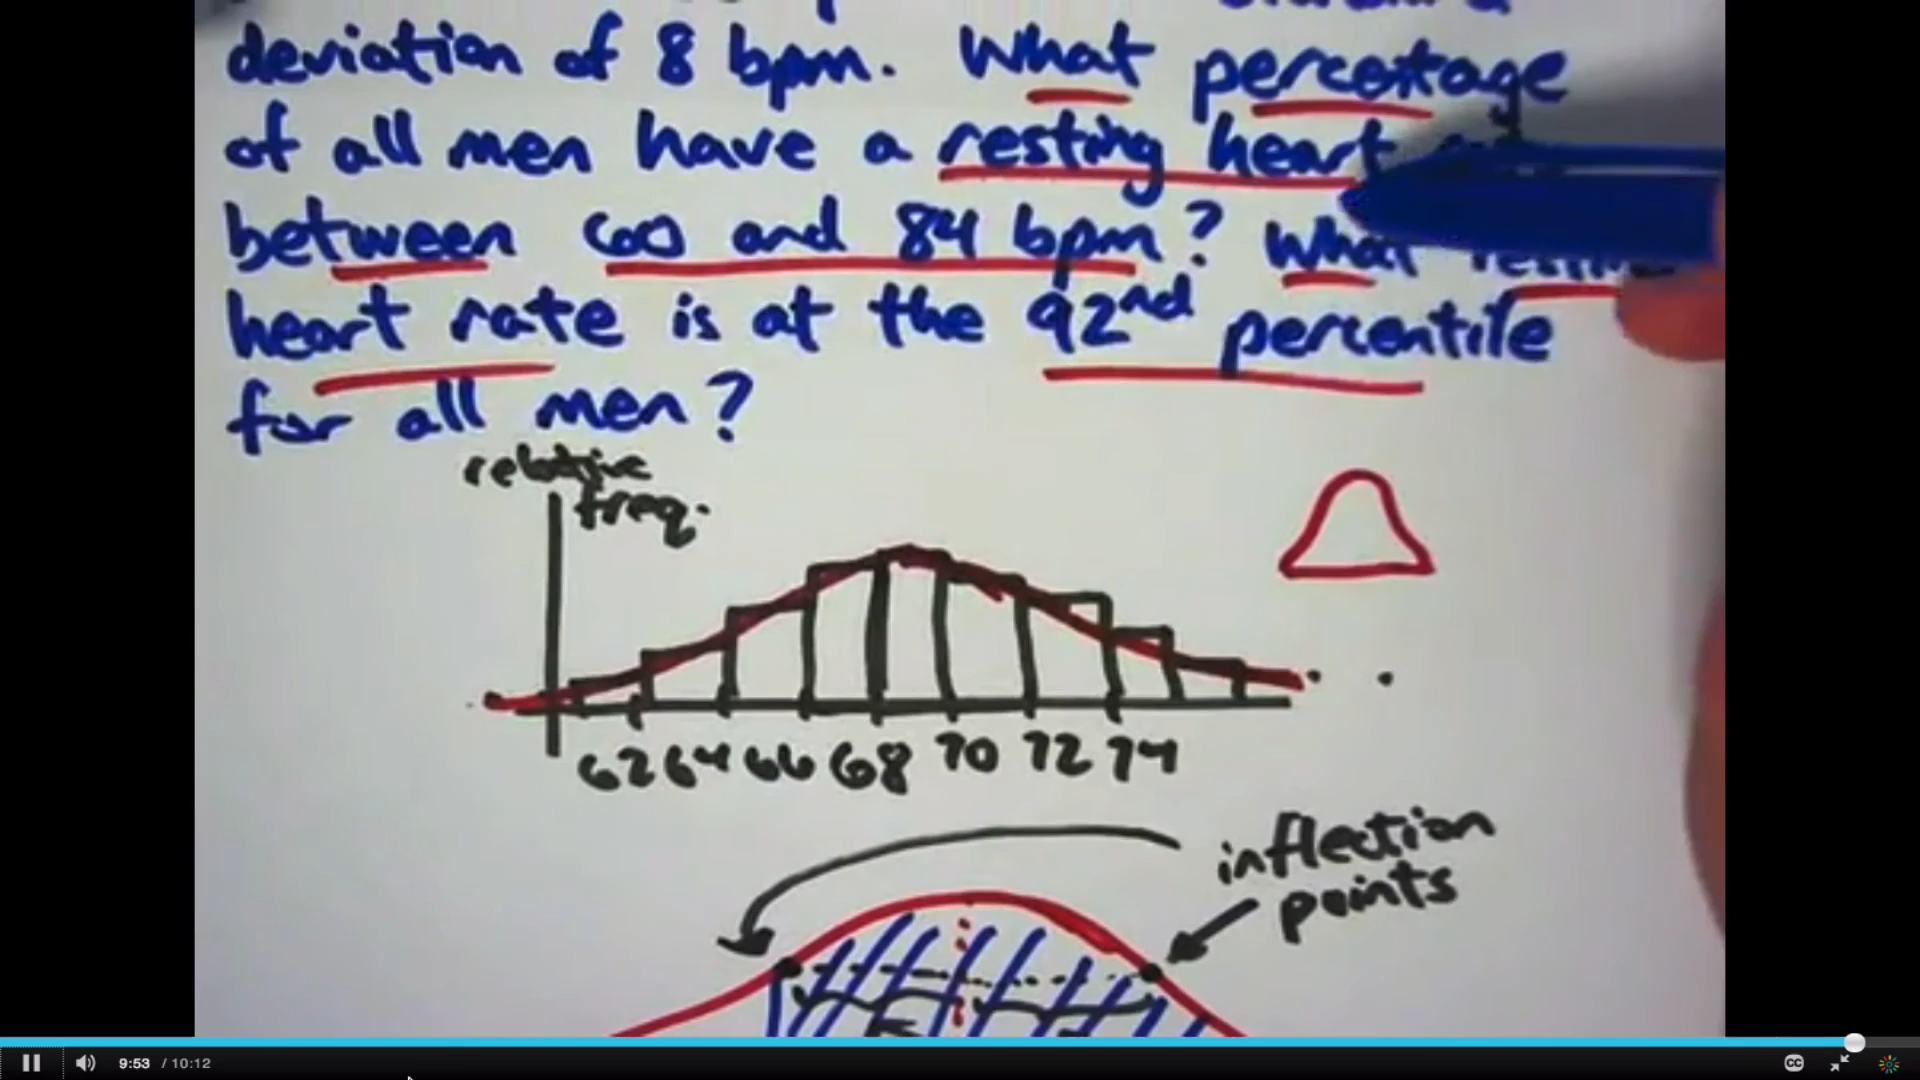 deviation of 8 bpm. What percentage
of all men have a resting heart
between 60 and 84 bpm? What resting
heart rate is at the 92nd percentile
for all men?
relative
freq.
62 64 66 68 70 72 74
inflection
points
9:53 / 10:12
CC